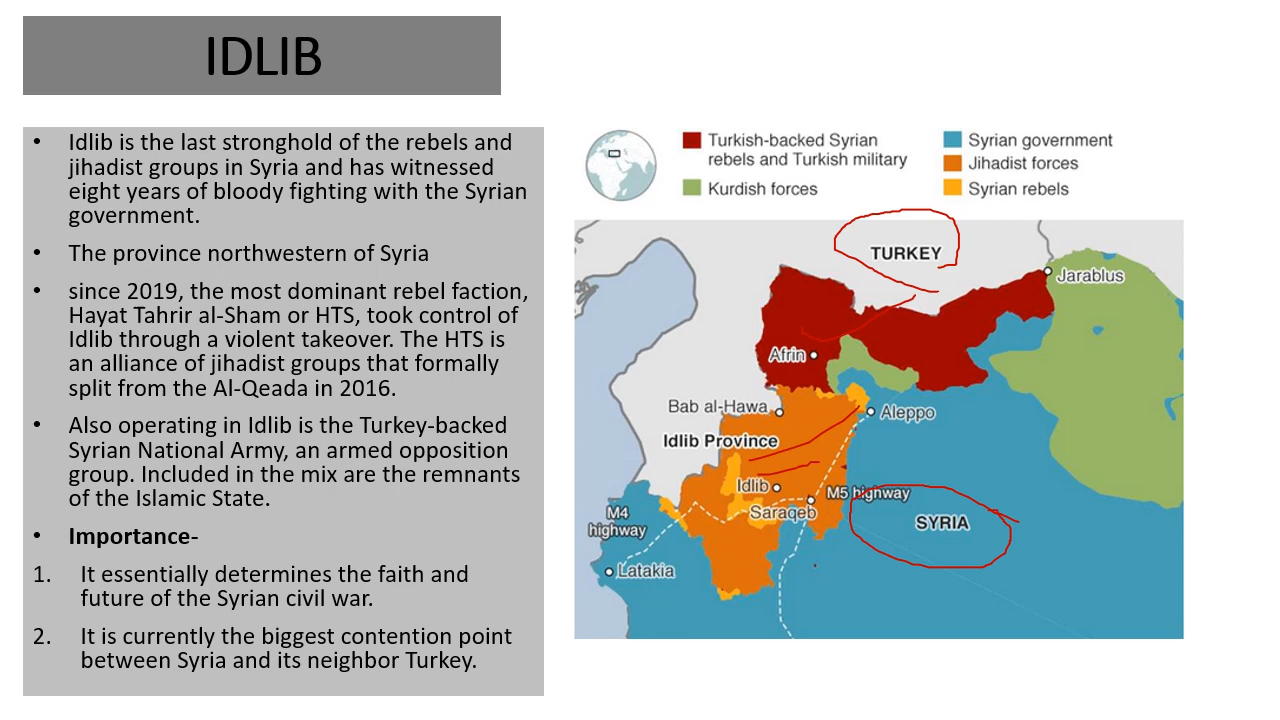 IDLIB
• Idlib is the last stronghold of the rebels and
jihadist groups in Syria and has witnessed
eight years of bloody fighting with the Syrian
government.
• The province northwestern of Syria
• since 2019, the most dominant rebel faction,
Hayat Tahrir al-Sham or HTS, took control of
Idlib through a violent takeover. The HTS is
an alliance of jihadist groups that formally
split from the Al-Qeada in 2016.
• Also operating in Idlib is the Turkey-backed
Syrian National Army, an armed opposition
group. Included in the mix are the remnants
of the Islamic State.
• Importance-
1. It essentially determines the faith and
future of the Syrian civil war.
2. It is currently the biggest contention point
between Syria and its neighbor Turkey.
Turkish-backed Syrian
rebels and Turkish military
Kurdish forces
Syrian government
Jihadist forces
Syrian rebels
TURKEY
Jarablus
Afrin
Bab al-Hawa
Aleppo
Idlib Province
Idlib
M5 highway
Saraqeb
M4
highway
SYRIA
Latakia